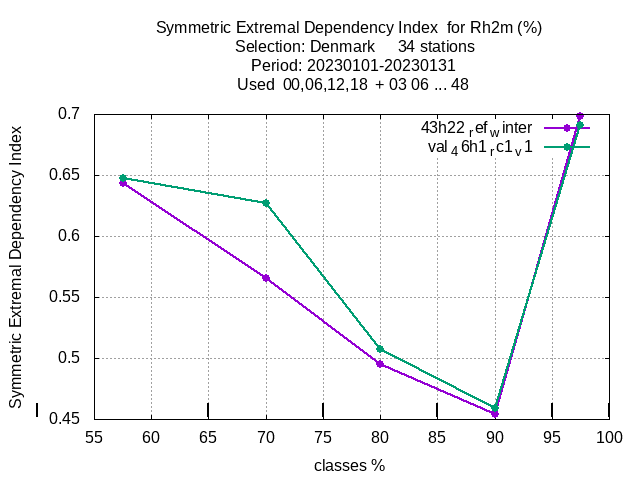 Symmetric Extremal Dependency Index  for Rh2m (%)
Selection: Denmark     34 stations
Period: 20230101-20230131
Used  00,06,12,18  + 03 06 ... 48
43h22ᵣefwinter
val₄6h1ᵣc1ᵥ1
Symmetric Extremal Dependency Index
0.7
0.65
0.6
0.55
0.5
0.45
55 60 65 70 75 80 85 90 95 100
classes %